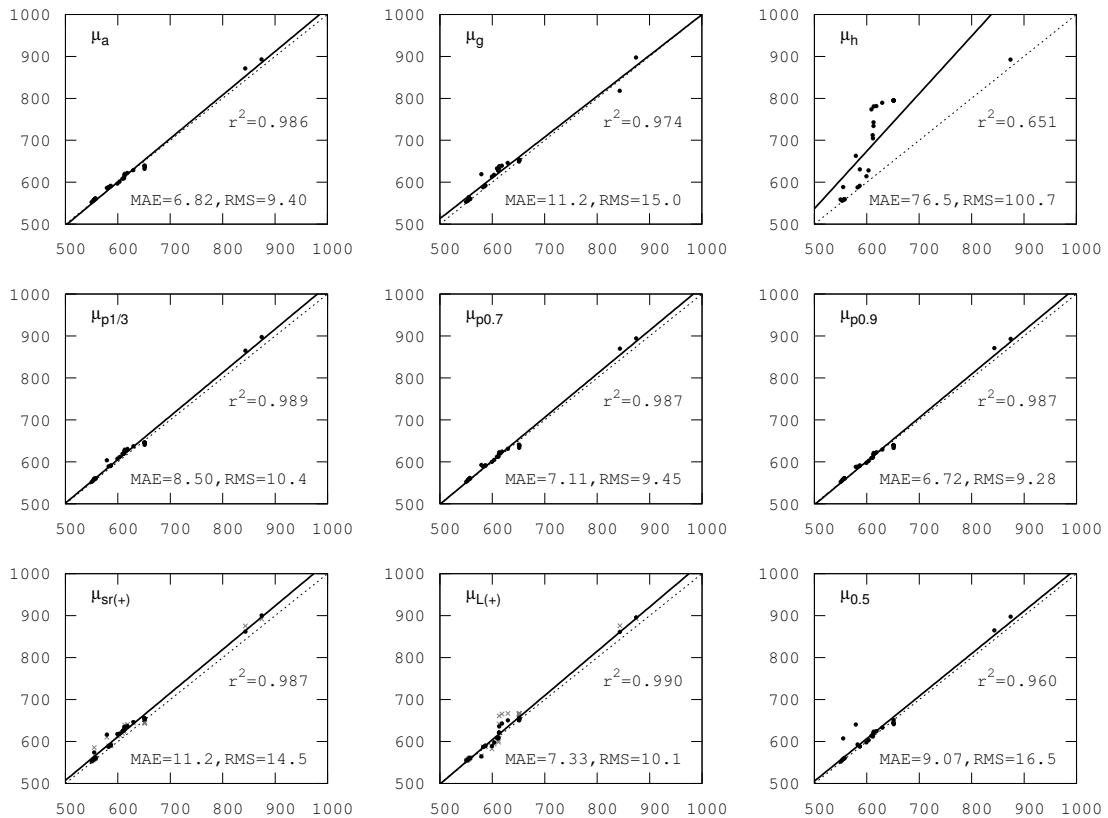 1000 900 800 700 600 500
μa
r²=0.986
MAE=6.82,RMS=9.40
500 600 700 800 900 1000
1000 900 800 700 600 500
μg
r²=0.974
MAE=11.2,RMS=15.0
500 600 700 800 900 1000
1000 900 800 700 600 500
μh
r²=0.651
MAE=76.5,RMS=100.7
500 600 700 800 900 1000
1000 900 800 700 600 500
μp1/3
r²=0.989
MAE=8.50,RMS=10.4
500 600 700 800 900 1000
1000 900 800 700 600 500
μp0.7
r²=0.987
MAE=7.11,RMS=9.45
500 600 700 800 900 1000
1000 900 800 700 600 500
μp0.9
r²=0.987
MAE=6.72,RMS=9.28
500 600 700 800 900 1000
1000 900 800 700 600 500
μsr(+)
r²=0.987
MAE=11.2,RMS=14.5
500 600 700 800 900 1000
1000 900 800 700 600 500
μL(+)
r²=0.990
MAE=7.33,RMS=10.1
500 600 700 800 900 1000
1000 900 800 700 600 500
μ0.5
r²=0.960
MAE=9.07,RMS=16.5
500 600 700 800 900 1000